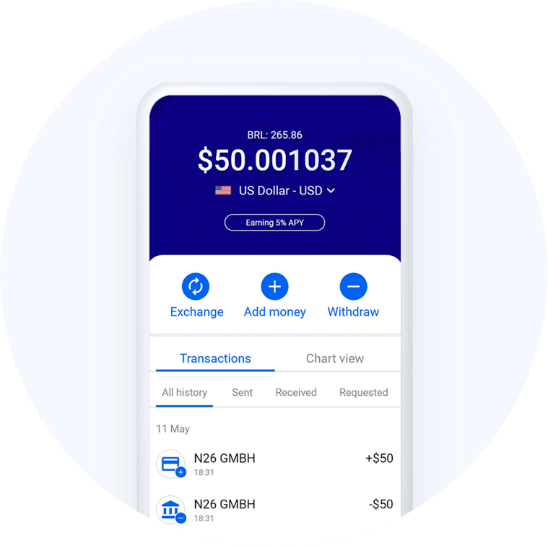 BRL: 265.86
$50.001037
US Dollar - USD
Earning 5% APY
Exchange Add money Withdraw
Transactions Chart view
All history Sent Received Requested
11 May
N26 GMBH +$50
18:31
N26 GMBH -$50
18:31